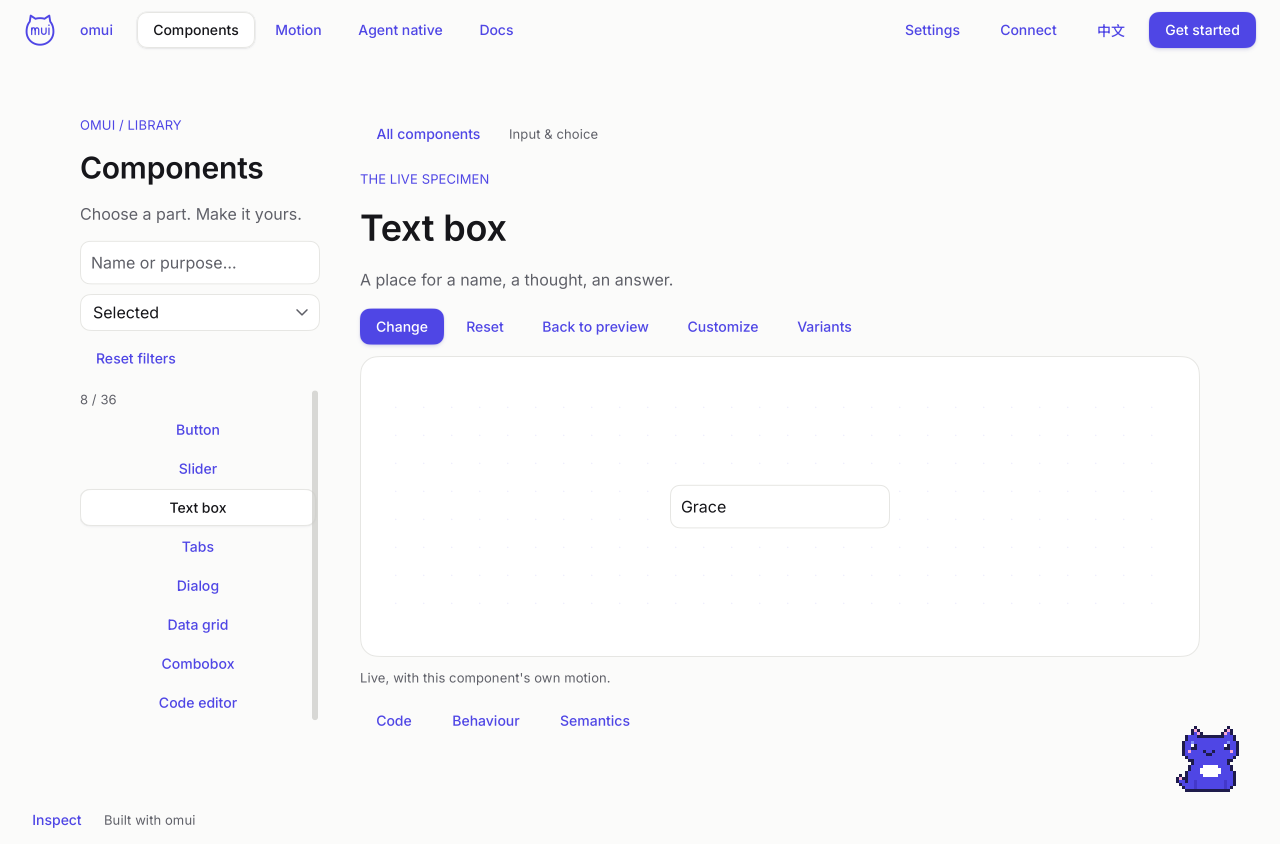 mui omui Components Motion Agent native Docs Settings Connect 中文 Get started
OMUI / LIBRARY
Components
Choose a part. Make it yours.
Name or purpose...
Selected
Reset filters
8 / 36
Button
Slider
Text box
Tabs
Dialog
Data grid
Combobox
Code editor
All components Input & choice
THE LIVE SPECIMEN
Text box
A place for a name, a thought, an answer.
Change Reset Back to preview Customize Variants
Grace
Live, with this component's own motion.
Code Behaviour Semantics
Inspect Built with omui